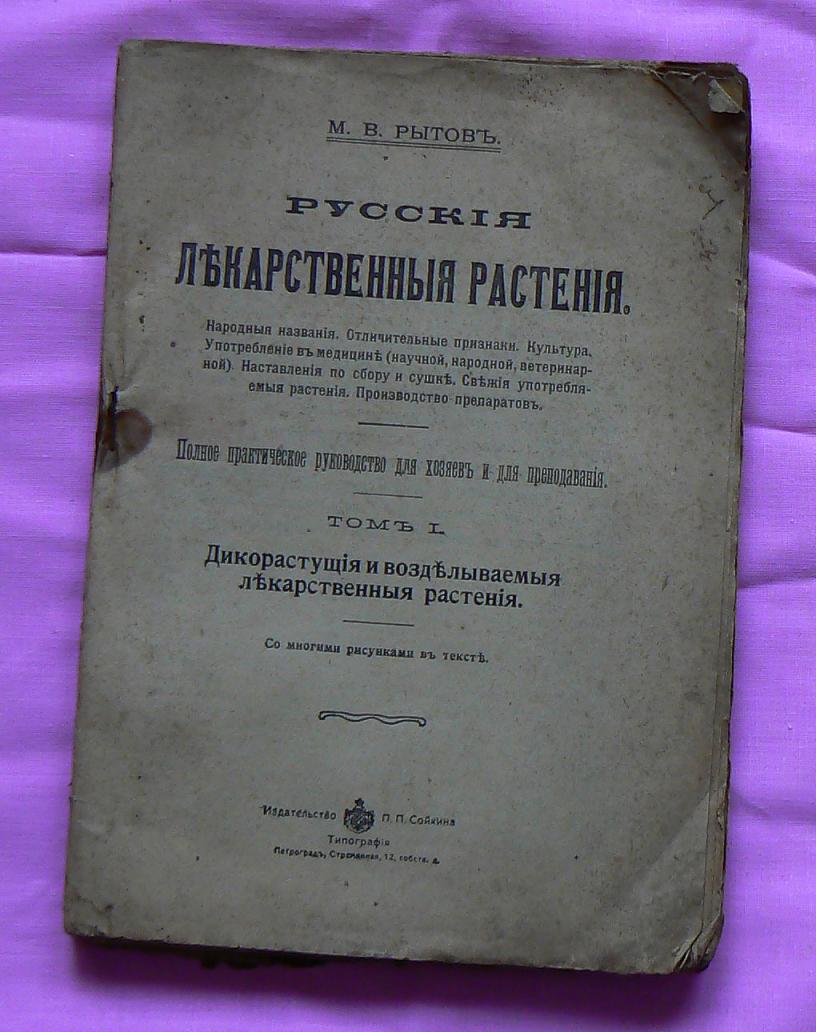 М. В. РЫТОВЪ.
РУССКІЯ
ЛѢКАРСТВЕННЫЯ РАСТЕНІЯ.
Народныя названія. Отличительные признаки. Культура.
Употребленіе въ медицинѣ (научной, народной, ветеринар-
ной). Наставленія по сбору и сушкѣ. Свѣжія употребля-
емыя растенія. Производство препаратовъ.
Полное практическое руководство для хозяевъ и для преподаванія.
ТОМЪ I.
Дикорастущія и воздѣлываемыя
лѣкарственныя растенія.
Со многими рисунками въ текстѣ.
Издательство П. П. Сойкина
Типографія
Петроградъ, Стремянная, 12, собств. д.